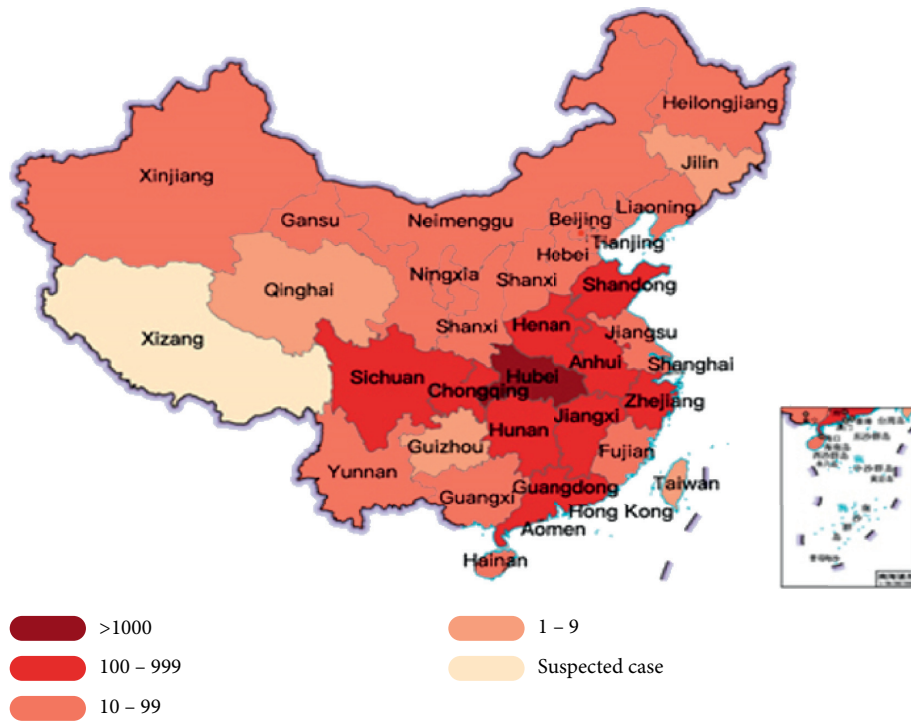 Heilongjiang
Jilin
Xinjiang
Liaoning
Gansu
Neimenggu
Beijing
Tianjing
Hebei
Ningxia
Shanxi
Qinghai
Shandong
Shanxi
Henan
Jiangsu
Xizang
Anhui
Shanghai
Sichuan
Hubei
Chongqing
Zhejiang
Jiangxi
Hunan
Guizhou
Fujian
Yunnan
Taiwan
Guangxi
Guangdong
Hong Kong
Aomen
Hainan
>1000
100 – 999
10 – 99
1 – 9
Suspected case